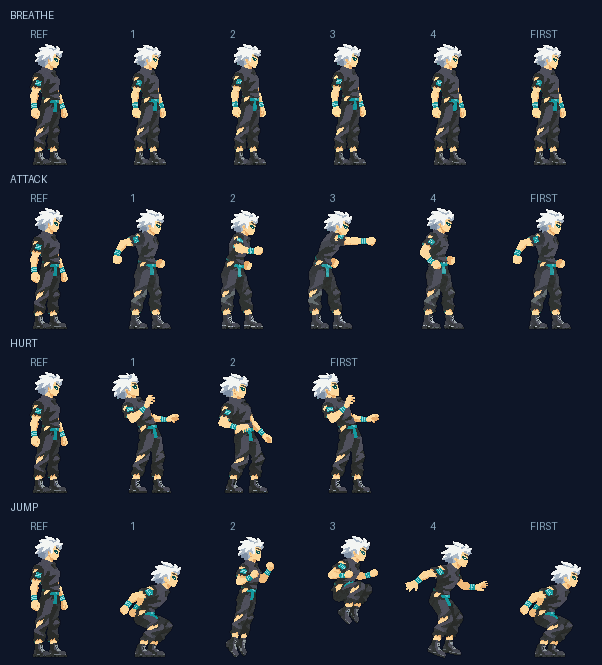 BREATHE
REF 1 2 3 4 FIRST
ATTACK
REF 1 2 3 4 FIRST
HURT
REF 1 2 FIRST
JUMP
REF 1 2 3 4 FIRST